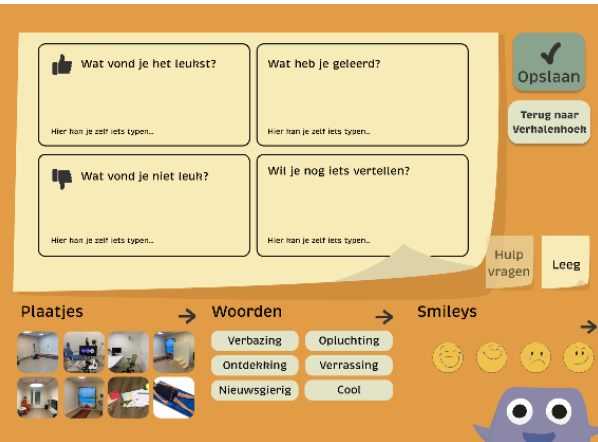 Wat vond je het leukst?
Hier kan je zelf iets typen..
Wat heb je geleerd?
Hier kan je zelf iets typen..
Wat vond je niet leuk?
Hier kan je zelf iets typen..
Wil je nog iets vertellen?
Hier kan je zelf iets typen..
Opslaan
Terug naar
Verhalenhoek
Hulp
vragen
Leeg
Plaatjes
Woorden
Verbazing
Opluchting
Ontdekking
Verrassing
Nieuwsgierig
Cool
Smileys